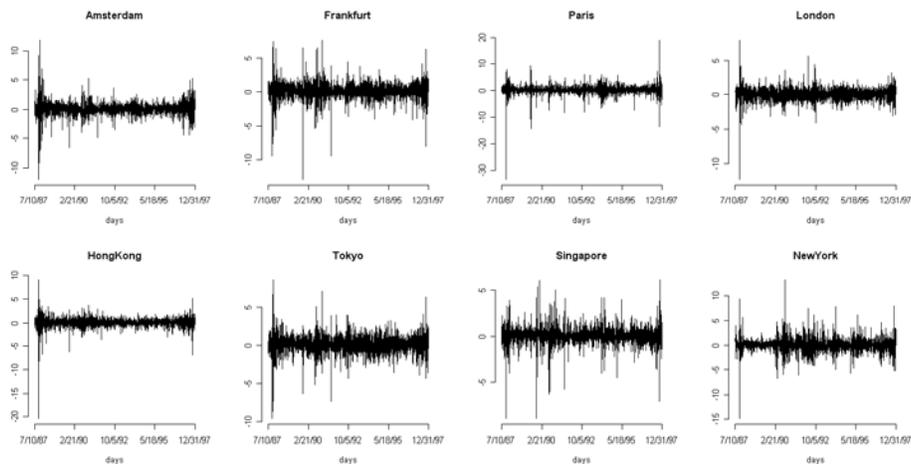 Amsterdam Frankfurt Paris London
10 5 0 -5 -10
5 0 -5 -10
20 10 0 -10 -20 -30
5 0 -5 -10
7/10/87 2/21/90 10/5/92 5/18/95 12/31/97 7/10/87 2/21/90 10/5/92 5/18/95 12/31/97 7/10/87 2/21/90 10/5/92 5/18/95 12/31/97 7/10/87 2/21/90 10/5/92 5/18/95 12/31/97
days days days days
HongKong Tokyo Singapore NewYork
10 5 0 -5 -10 -15 -20
5 0 -5 -10
5 0 -5
10 5 0 -5 -10 -15
7/10/87 2/21/90 10/5/92 5/18/95 12/31/97 7/10/87 2/21/90 10/5/92 5/18/95 12/31/97 7/10/87 2/21/90 10/5/92 5/18/95 12/31/97 7/10/87 2/21/90 10/5/92 5/18/95 12/31/97
days days days days